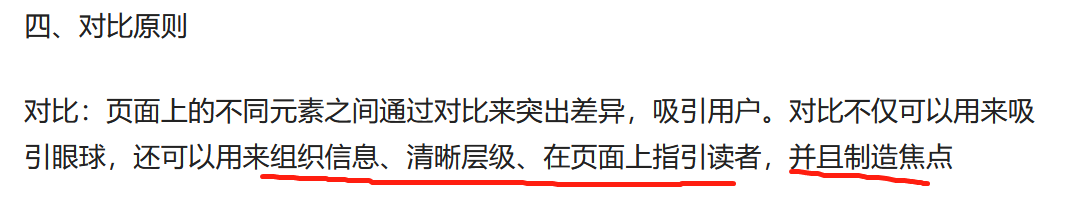 四、对比原则
对比：页面上的不同元素之间通过对比来突出差异，吸引用户。对比不仅可以用来吸
引眼球，还可以用来组织信息、清晰层级、在页面上指引读者，并且制造焦点